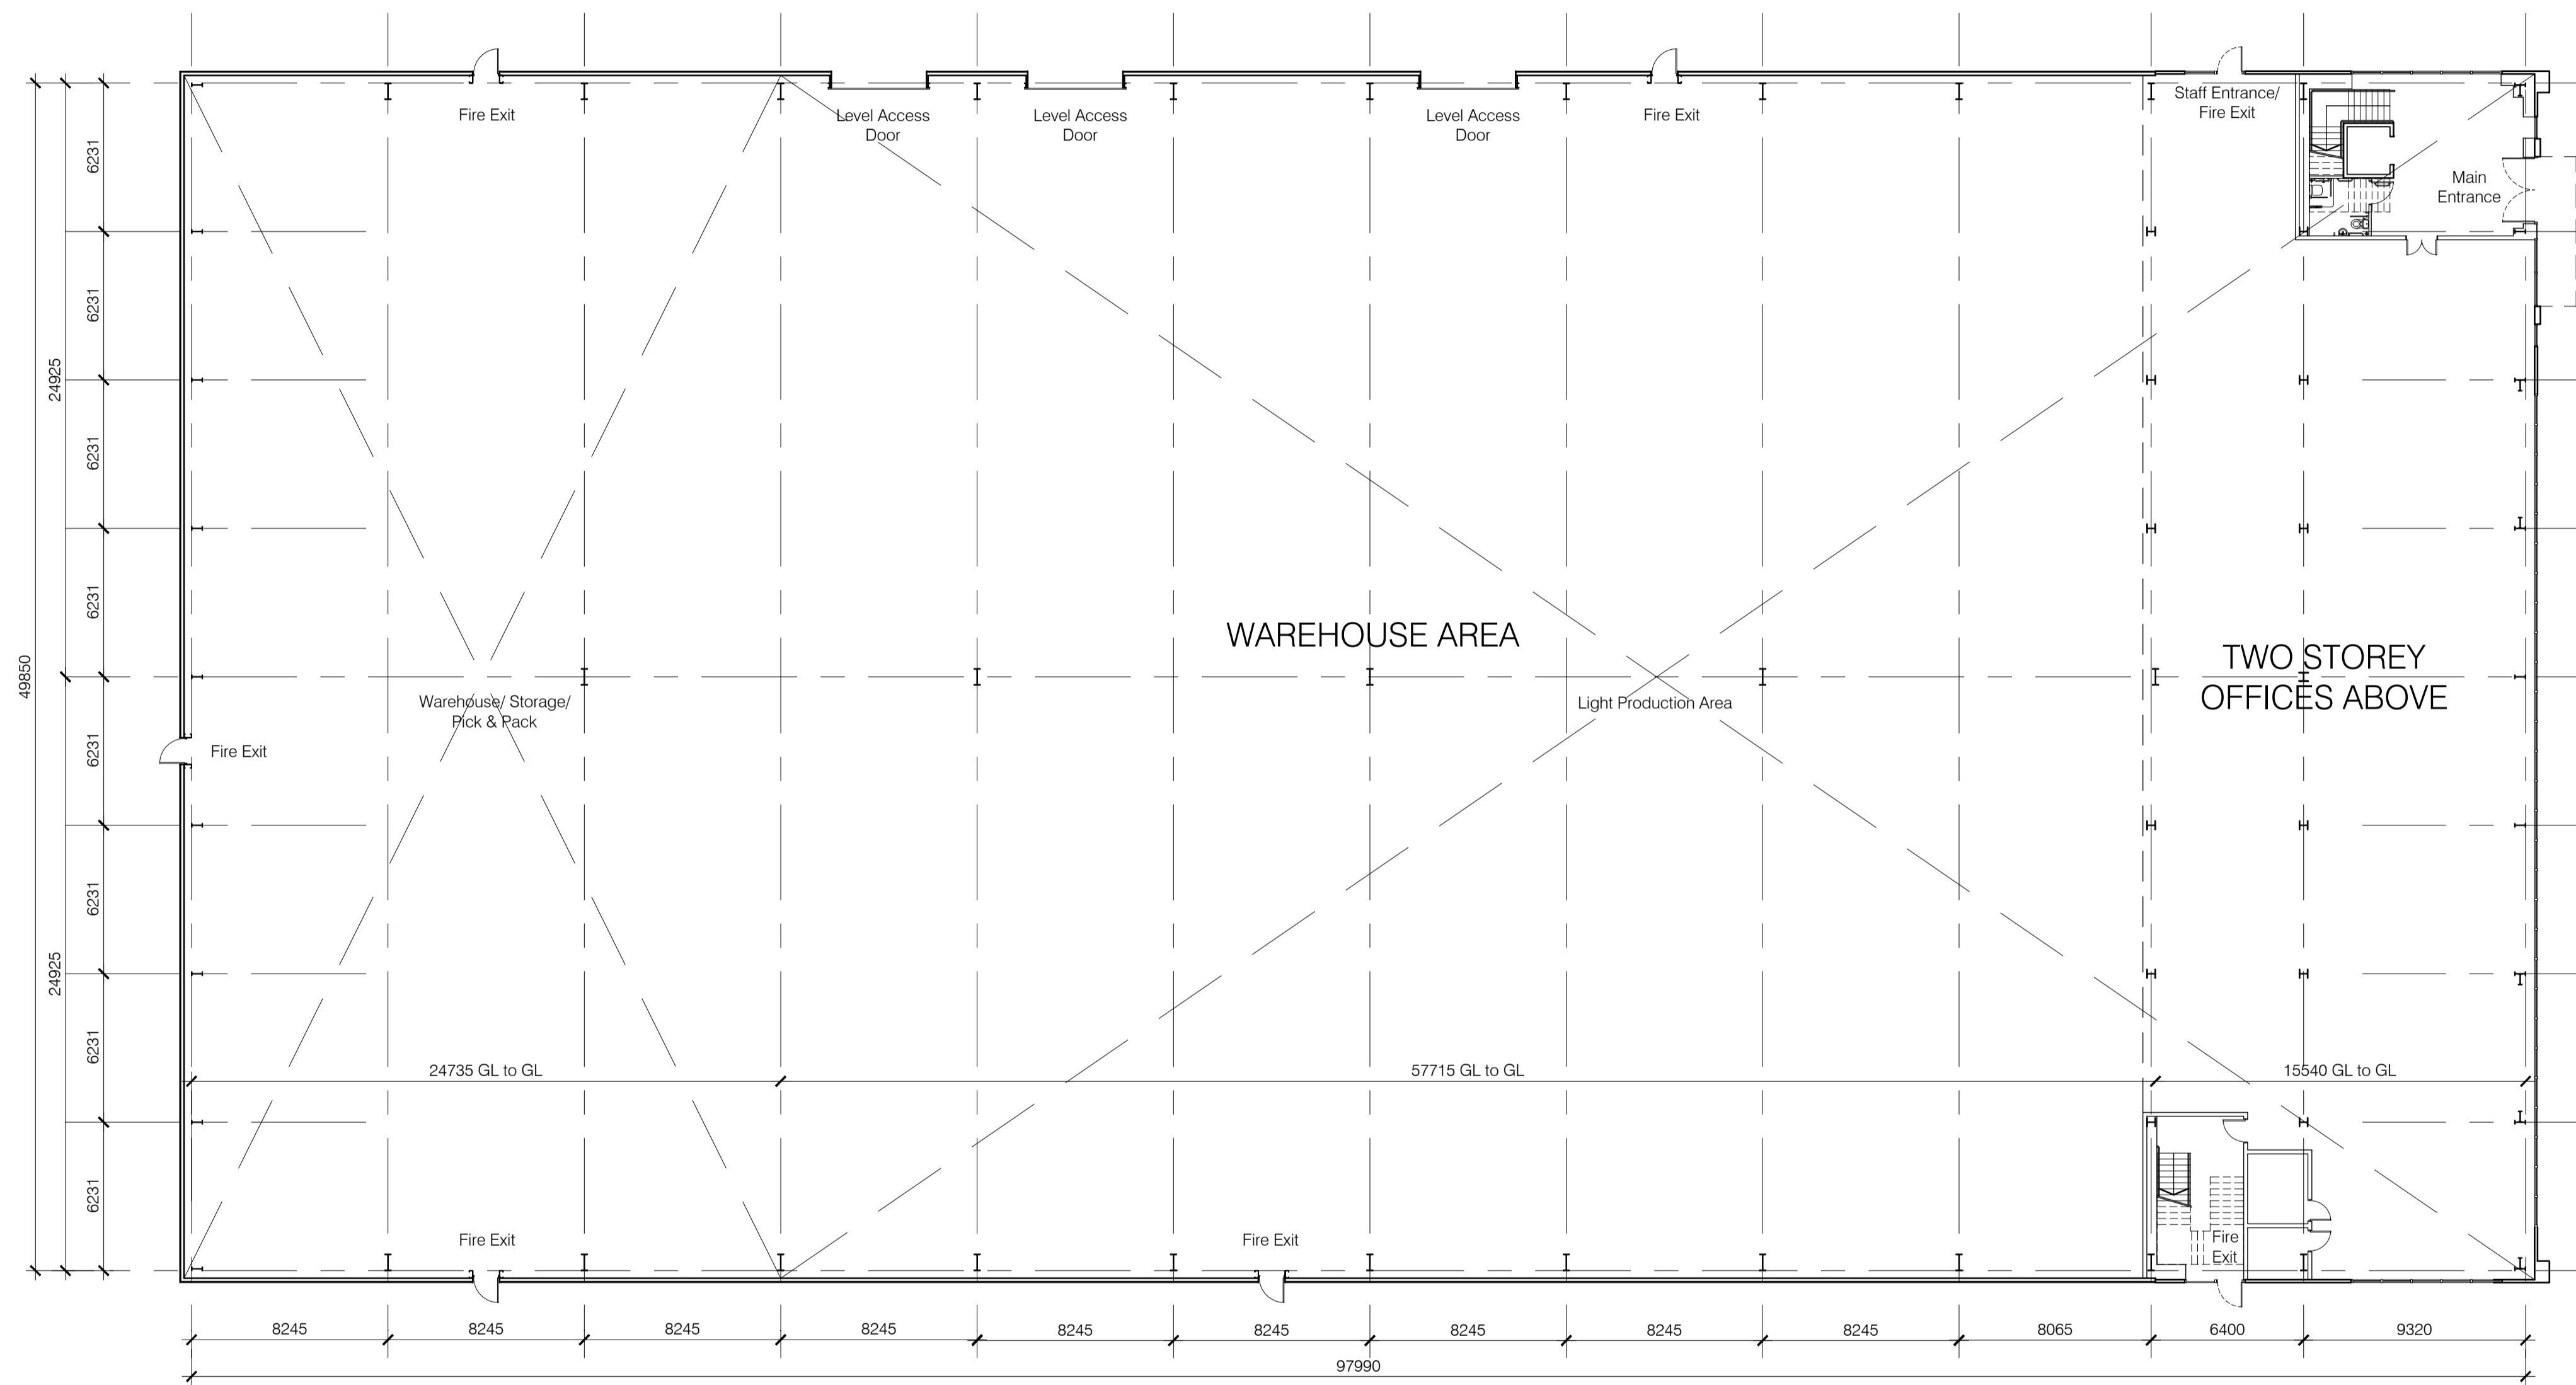 Fire Exit
Level Access
Door
Level Access
Door
Level Access
Door
Fire Exit
Staff Entrance/
Fire Exit
Main
Entrance
6231
6231
6231
6231
6231
6231
6231
6231
24925
24925
49850
WAREHOUSE AREA
TWO STOREY
OFFICES ABOVE
Warehouse/ Storage/
Pick & Pack
Light Production Area
Fire Exit
24735 GL to GL
57715 GL to GL
15540 GL to GL
Fire Exit
Fire Exit
Fire
Exit
8245
8245
8245
8245
8245
8245
8245
8245
8245
8065
6400
9320
97990